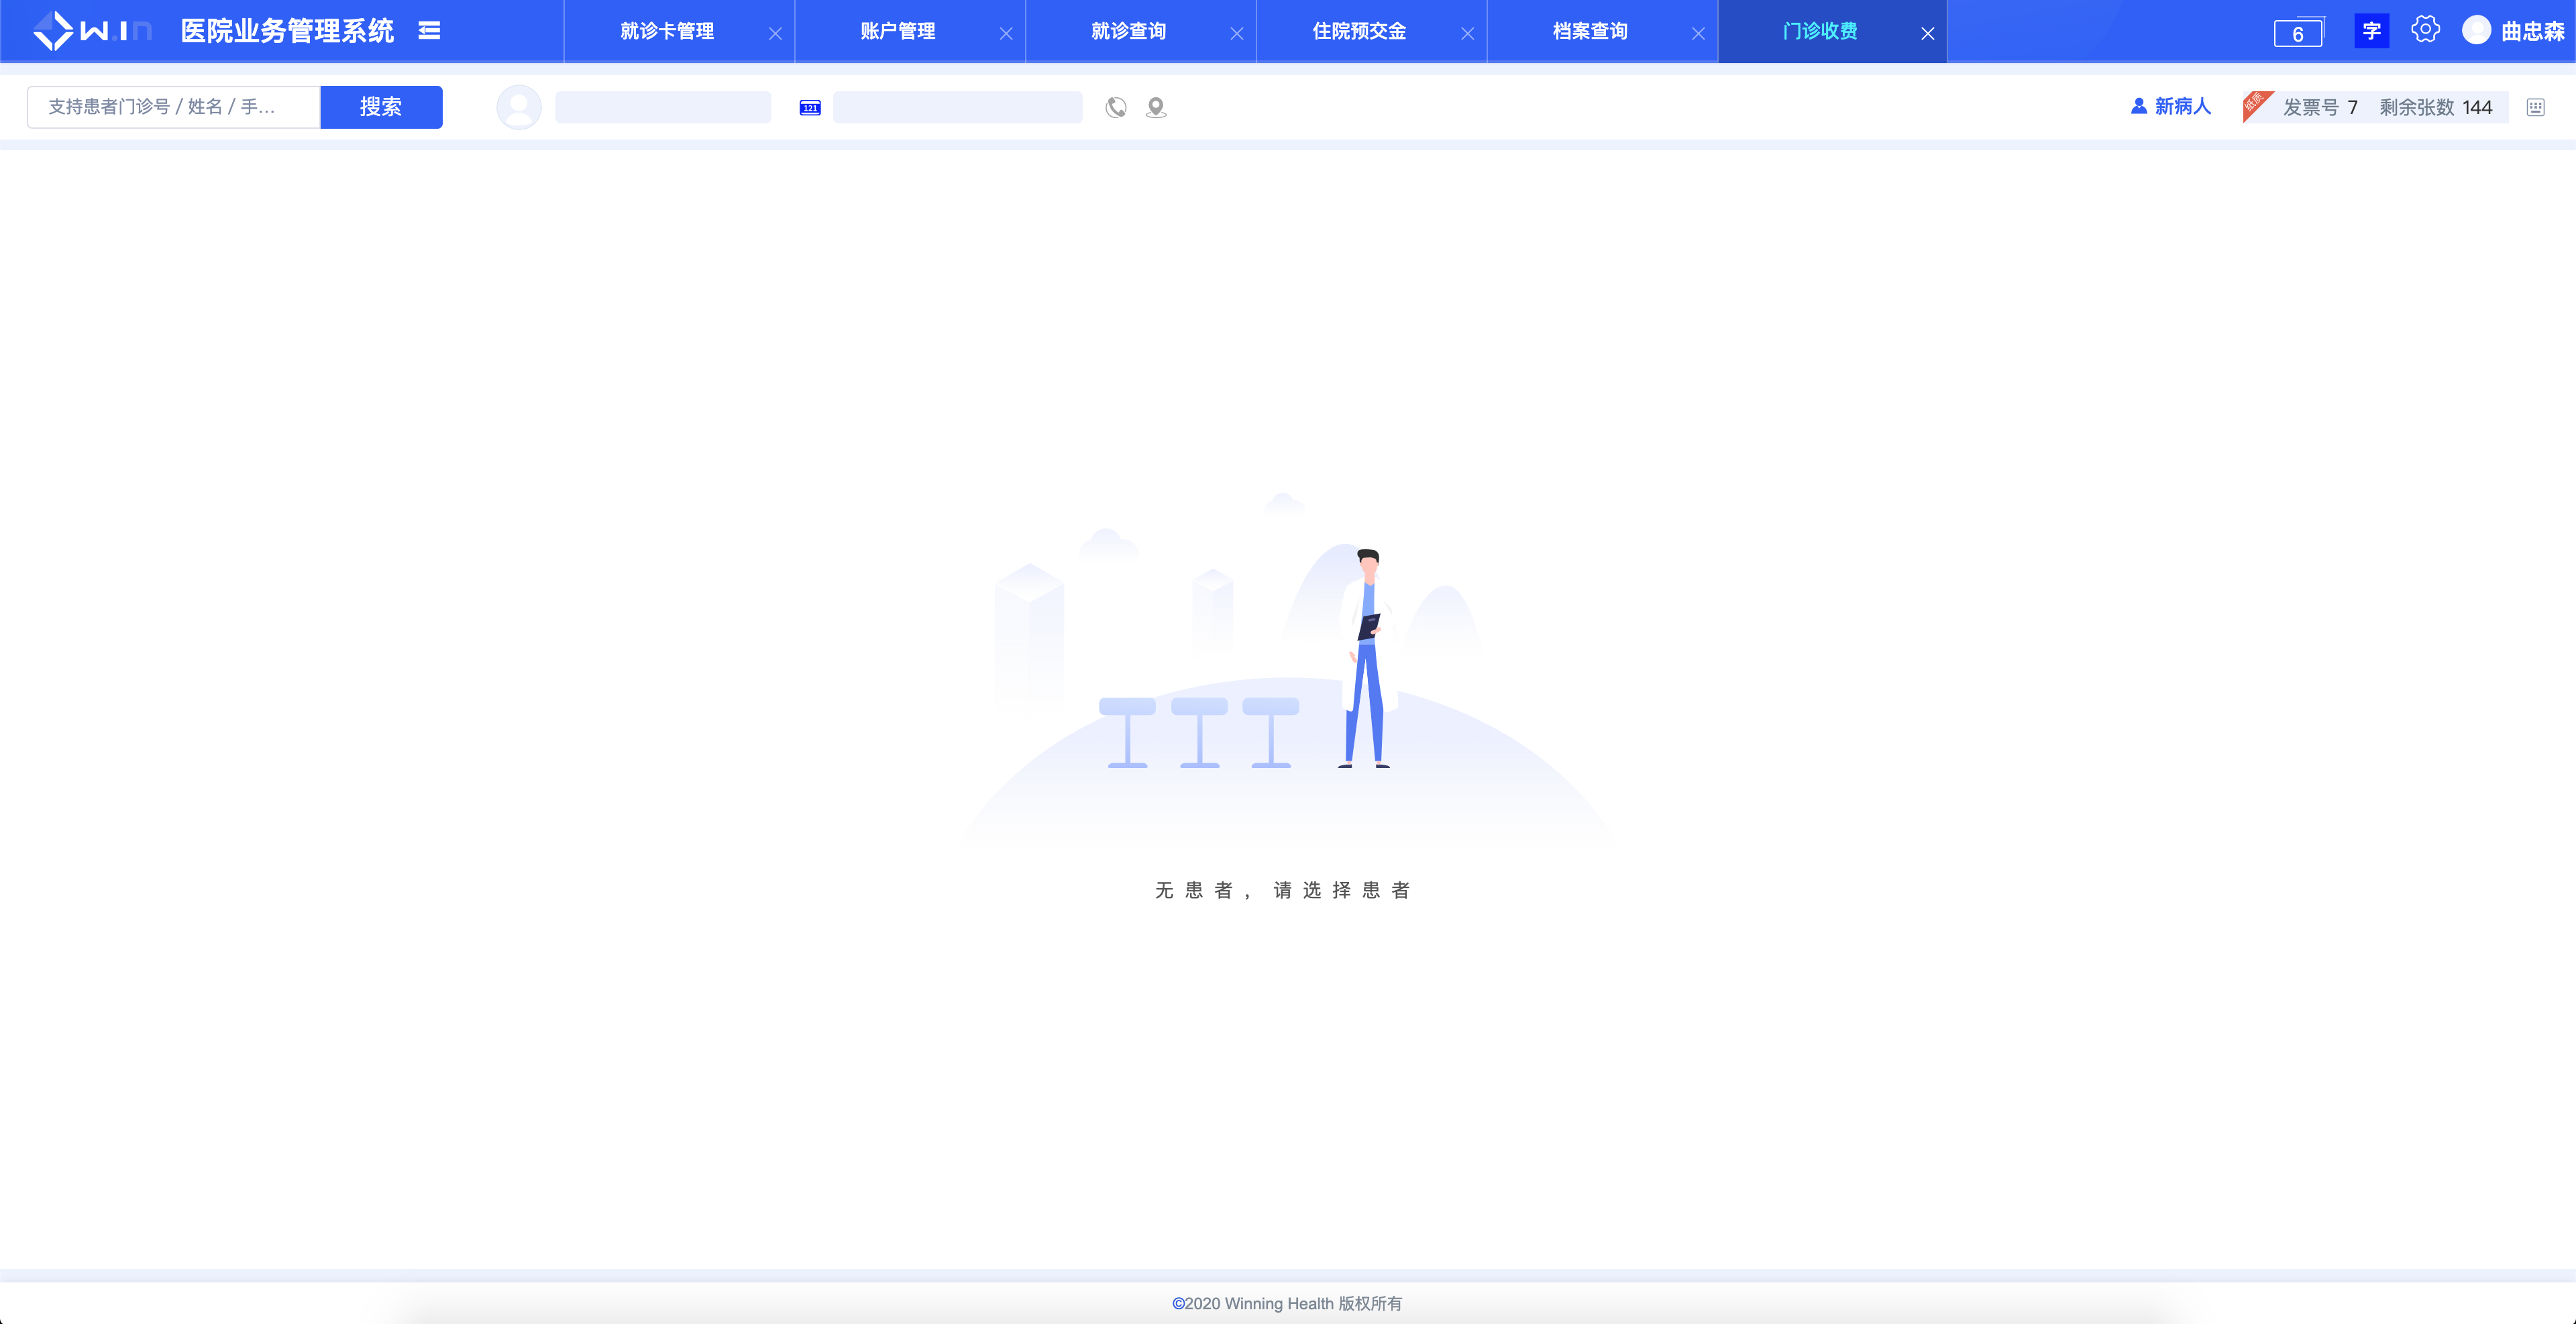 W.In 医院业务管理系统 就诊卡管理 账户管理 就诊查询 住院预交金 档案查询 门诊收费 6 字 曲忠森
支持患者门诊号 / 姓名 / 手... 搜索 121 新病人 纸质 发票号 7 剩余张数 144
无患者，请选择患者
©2020 Winning Health 版权所有